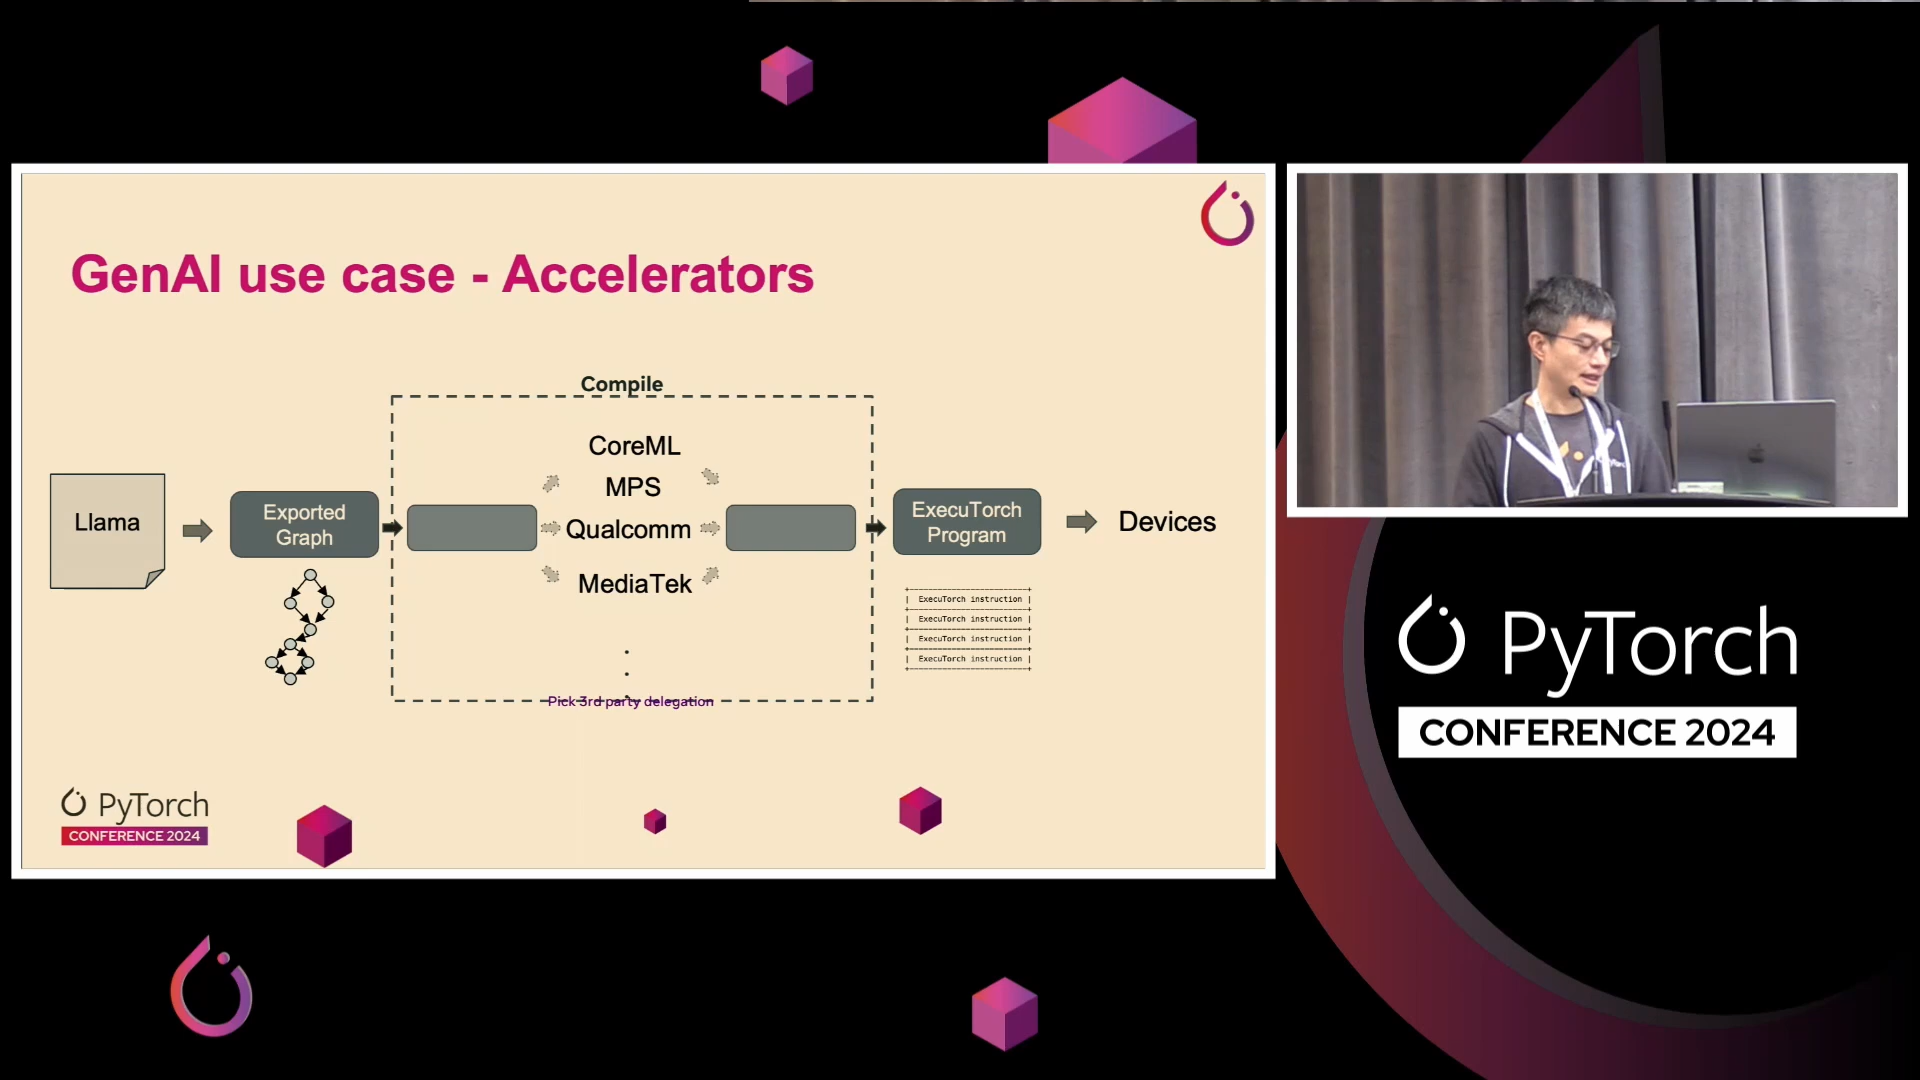 GenAI use case - Accelerators
Compile
CoreML
MPS
Qualcomm
MediaTek
.
.
.
Pick 3rd party delegation
Llama
Exported
Graph
ExecuTorch
Program
ExecuTorch instruction
ExecuTorch instruction
ExecuTorch instruction
ExecuTorch instruction
Devices
PyTorch
CONFERENCE 2024
PyTorch
CONFERENCE 2024